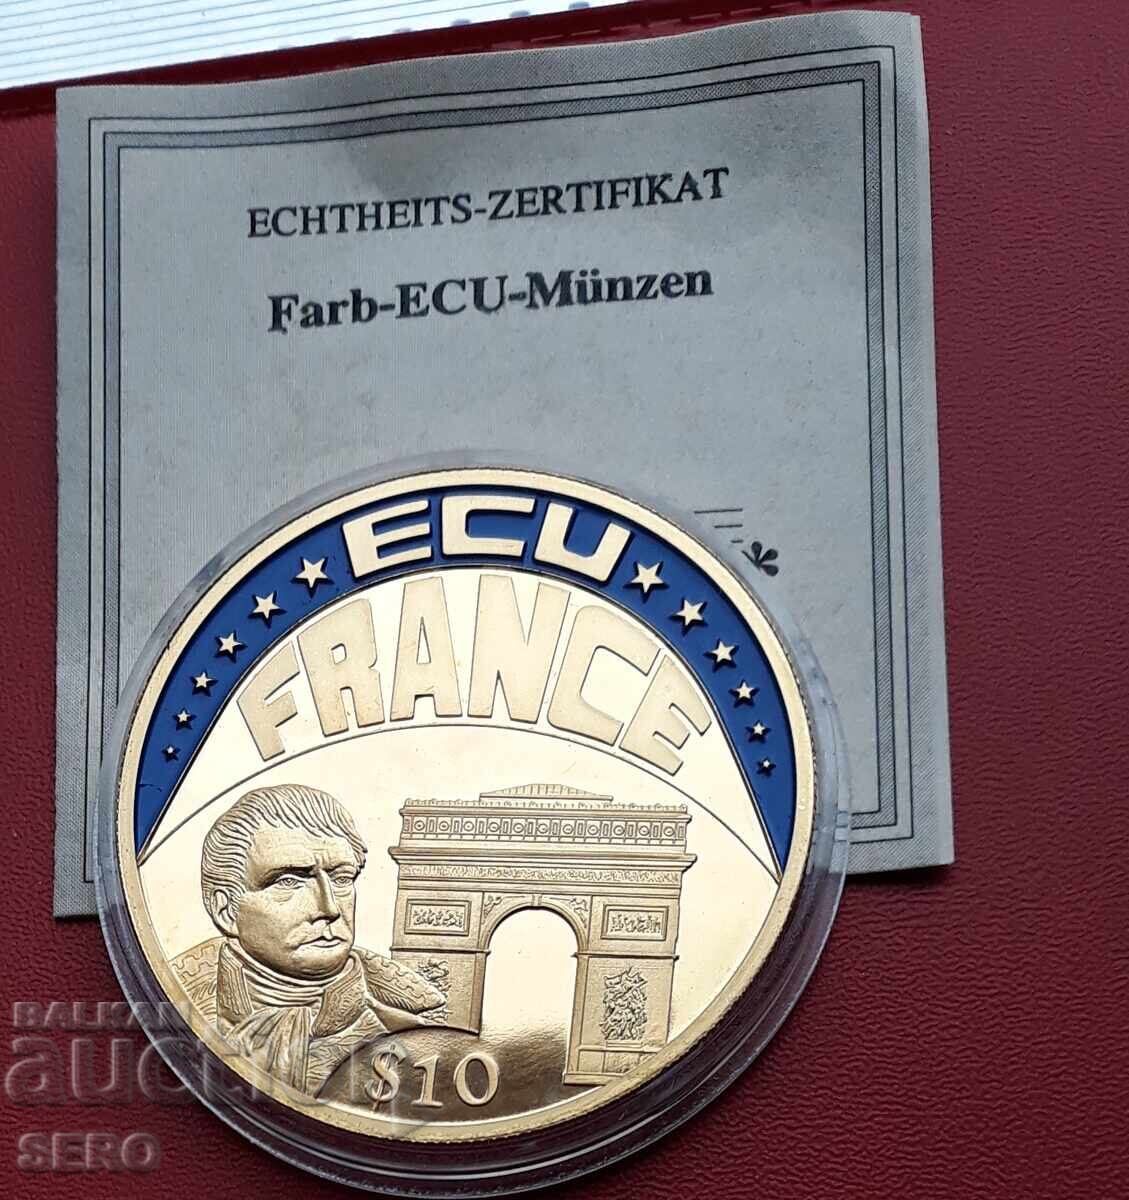 ECHTHEITS-ZERTIFIKAT
Farb-ECU-Münzen
ECU
FRANCE
$10
BALKAN
auction
SERO